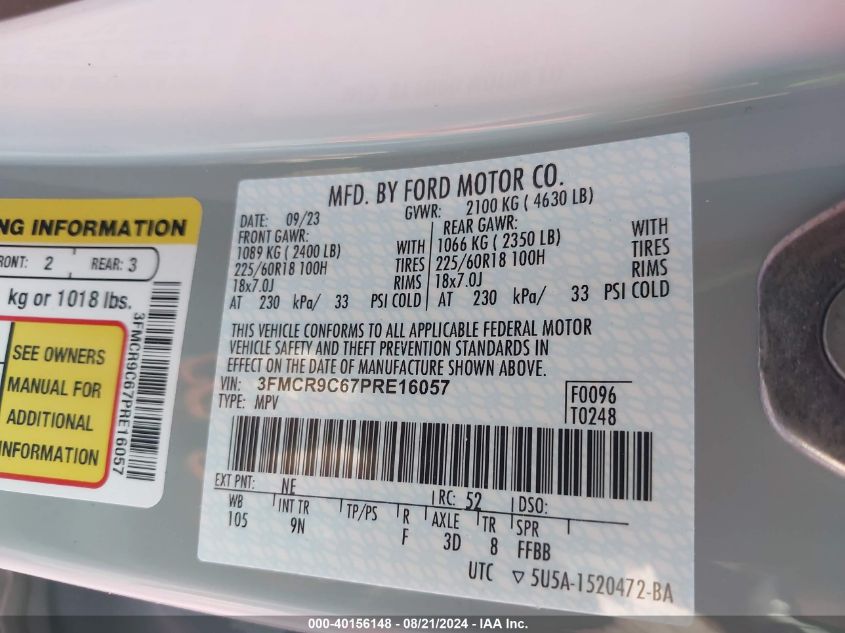 NG INFORMATION
RONT: 2 REAR: 3
kg or 1018 lbs.
SEE OWNERS
MANUAL FOR
ADDITIONAL
INFORMATION
3FMCR9C67PRE16057
MFD. BY FORD MOTOR CO.
DATE: 09/23 GVWR: 2100 KG ( 4630 LB)
FRONT GAWR: REAR GAWR:
1089 KG ( 2400 LB) WITH 1066 KG ( 2350 LB) WITH
225/60R18 100H TIRES 225/60R18 100H TIRES
18x7.0J RIMS 18x7.0J RIMS
AT 230 kPa/ 33 PSI COLD AT 230 kPa/ 33 PSI COLD
THIS VEHICLE CONFORMS TO ALL APPLICABLE FEDERAL MOTOR
VEHICLE SAFETY AND THEFT PREVENTION STANDARDS IN
EFFECT ON THE DATE OF MANUFACTURE SHOWN ABOVE.
VIN: 3FMCR9C67PRE16057 F0096
TYPE: MPV T0248
EXT PNT: NE RC: 52 DSO:
WB INT TR TP/PS R AXLE TR SPR
105 9N F 3D 8 FFBB
UTC ▽ 5U5A-1520472-BA
000-40156148 - 08/21/2024 - IAA Inc.